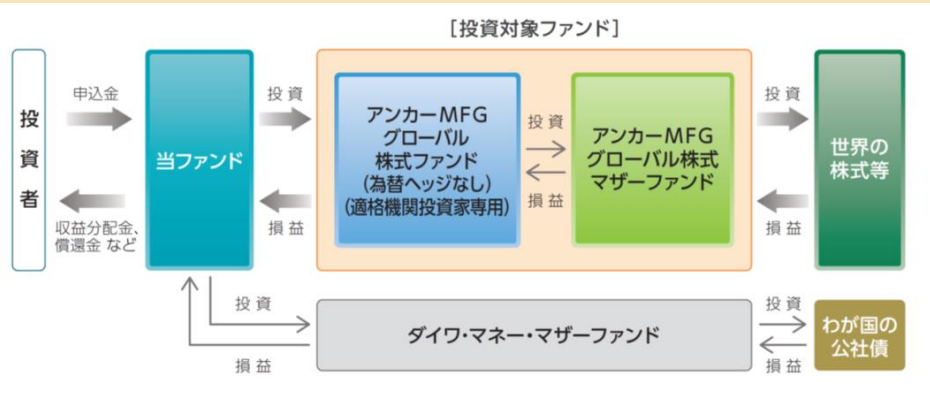 [投資対象ファンド]
投資者
申込金
収益分配金、
償還金 など
当ファンド
投資
損益
アンカーMFG
グローバル
株式ファンド
(為替ヘッジなし)
(適格機関投資家専用)
投資
損益
アンカーMFG
グローバル株式
マザーファンド
投資
損益
世界の
株式等
投資
損益
ダイワ・マネー・マザーファンド
投資
損益
わが国の
公社債